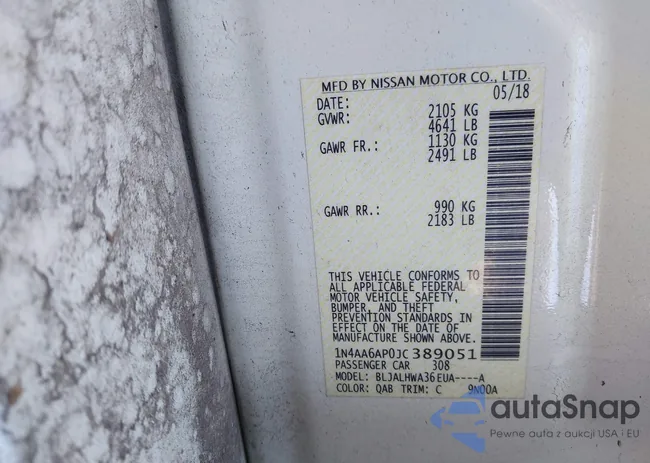 MFD BY NISSAN MOTOR CO., LTD.
DATE: 05/18
GVWR: 2105 KG
4641 LB
GAWR FR.: 1130 KG
2491 LB
GAWR RR.: 990 KG
2183 LB
THIS VEHICLE CONFORMS TO
ALL APPLICABLE FEDERAL
MOTOR VEHICLE SAFETY,
BUMPER, AND THEFT
PREVENTION STANDARDS IN
EFFECT ON THE DATE OF
MANUFACTURE SHOWN ABOVE.
1N4AA6AP0JC389051
PASSENGER CAR 308
MODEL: BLJALHWA36EUA----A
COLOR: QAB TRIM: C 9N00A
autaSnap
Pewne auta z aukcji USA i EU